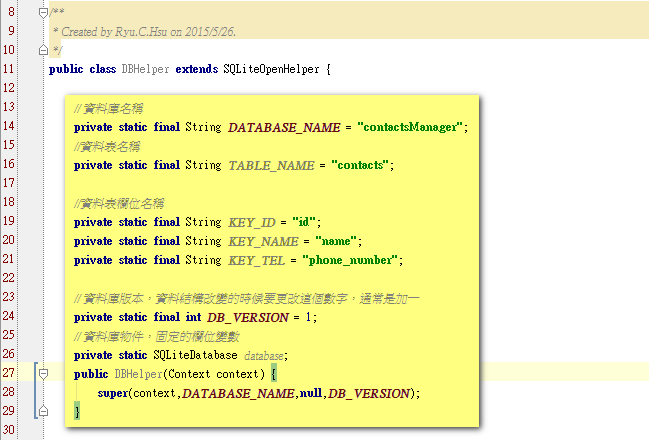 8 /**
9 * Created by Ryu.C.Hsu on 2015/5/26.
10 */
11 public class DBHelper extends SQLiteOpenHelper {
12
13 //資料庫名稱
14 private static final String DATABASE_NAME = "contactsManager";
15 //資料表名稱
16 private static final String TABLE_NAME = "contacts";
17
18 //資料表欄位名稱
19 private static final String KEY_ID = "id";
20 private static final String KEY_NAME = "name";
21 private static final String KEY_TEL = "phone_number";
22
23 //資料庫版本，資料結構改變的時候要更改這個數字，通常是加一
24 private static final int DB_VERSION = 1;
25 //資料庫物件，固定的欄位變數
26 private static SQLiteDatabase database;
27 public DBHelper(Context context) {
28 super(context,DATABASE_NAME,null,DB_VERSION);
29 }
30